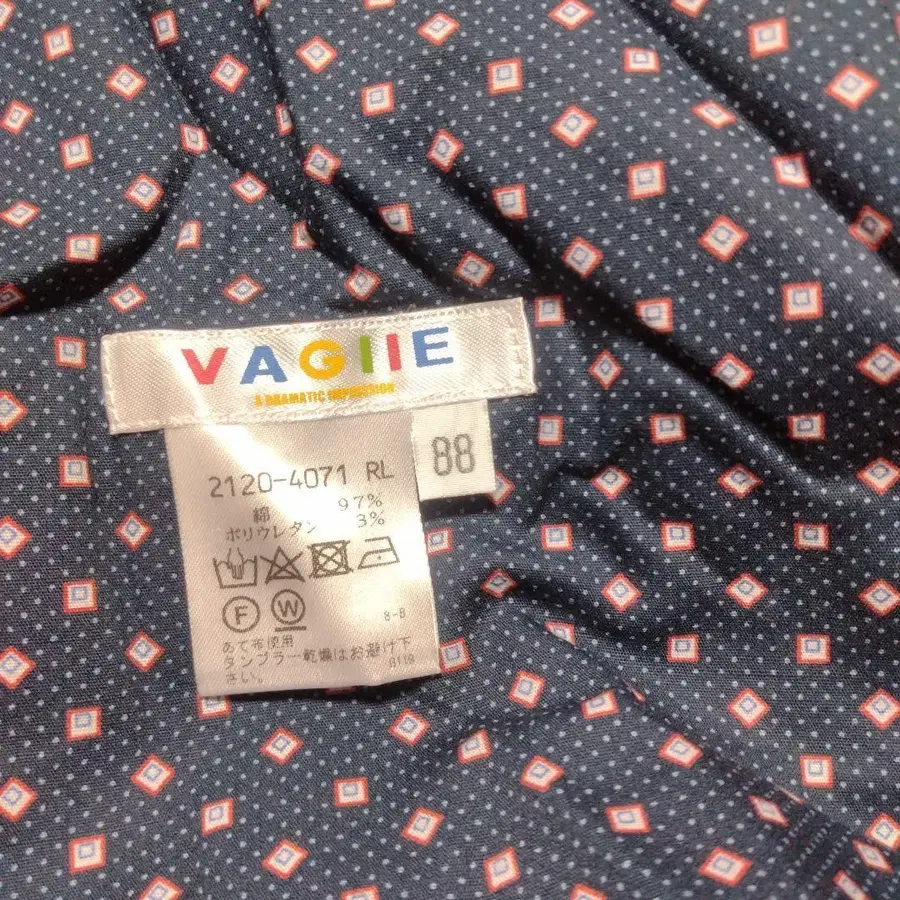 VAGIIE
A DRAMATIC IMPRESSION
88
2120-4071 RL
綿 97%
ポリウレタン 3%
F W
8-B
あて布使用
タンブラー乾燥はお避け下
さい。 G119